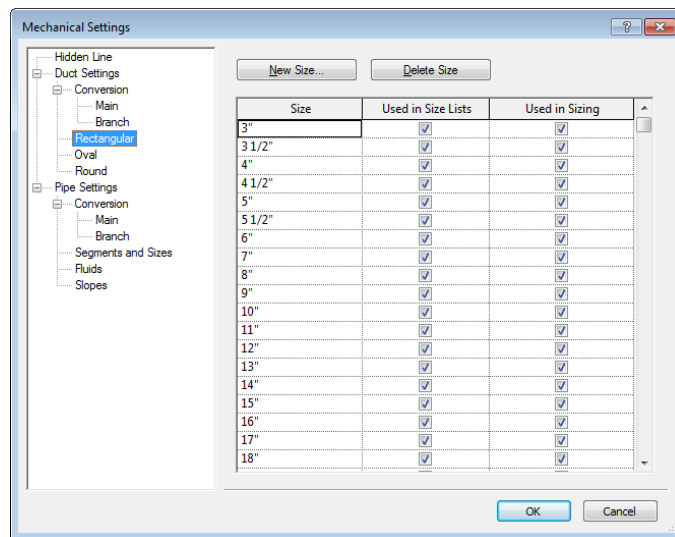 Mechanical Settings
?
Hidden Line
Duct Settings
Conversion
Main
Branch
Rectangular
Oval
Round
Pipe Settings
Conversion
Main
Branch
Segments and Sizes
Fluids
Slopes
New Size... Delete Size
Size Used in Size Lists Used in Sizing
3"
3 1/2"
4"
4 1/2"
5"
5 1/2"
6"
7"
8"
9"
10"
11"
12"
13"
14"
15"
16"
17"
18"
OK Cancel